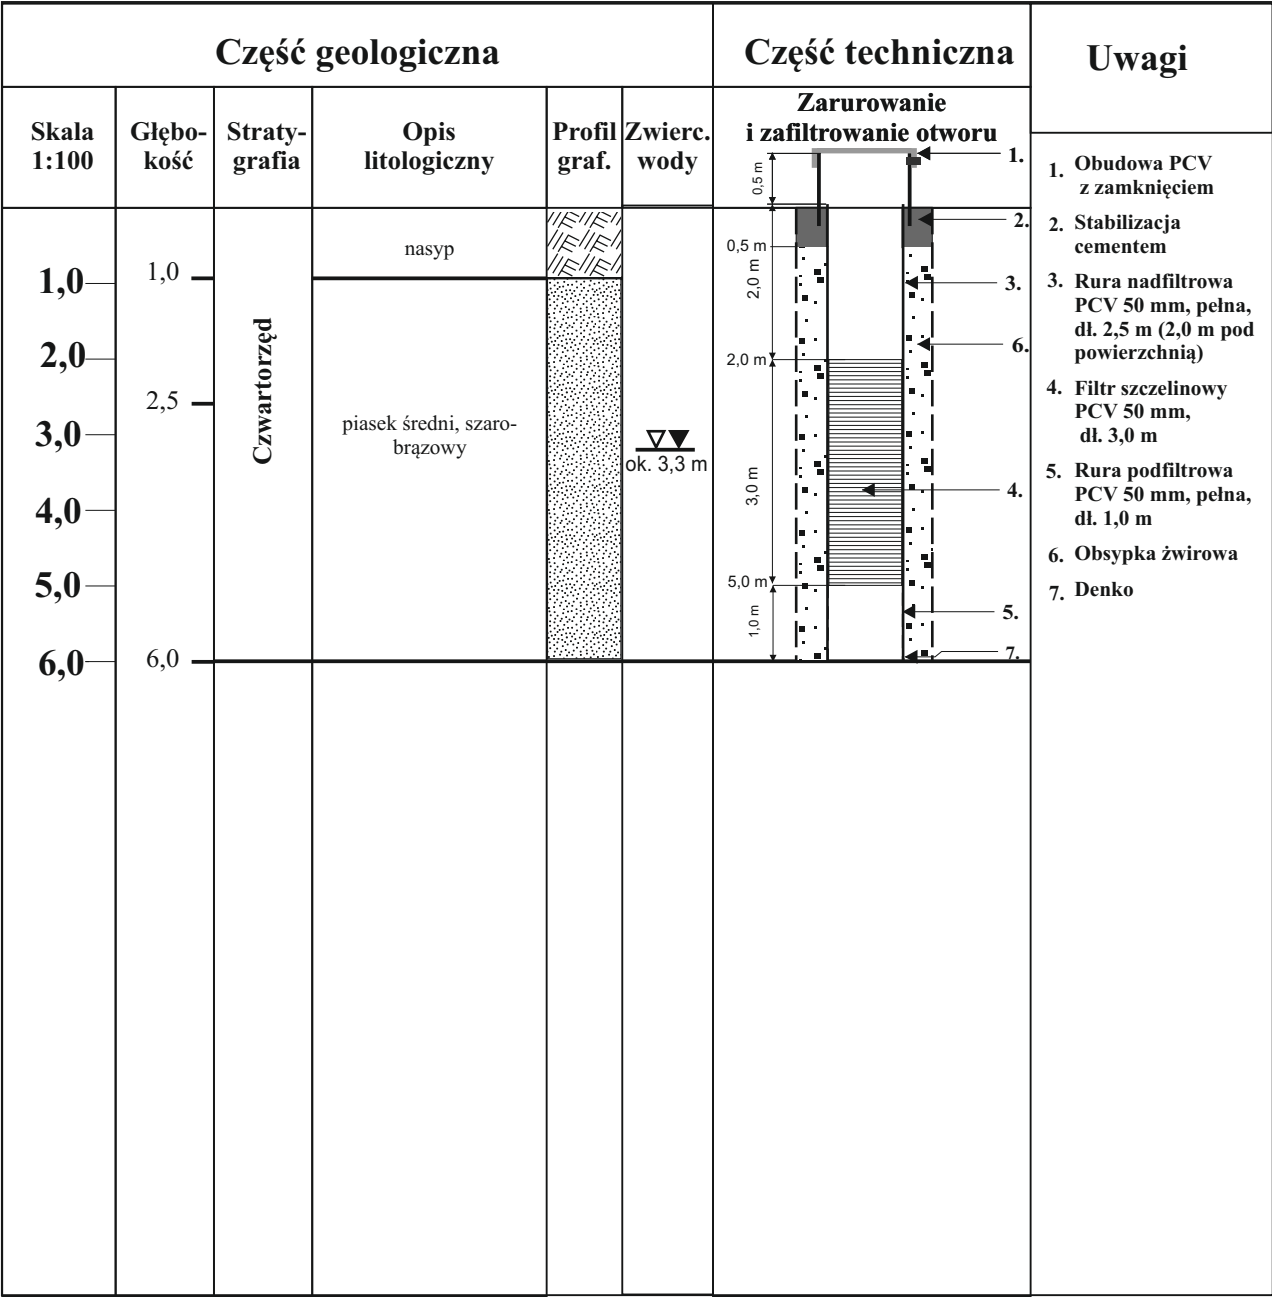 Część geologiczna
Część techniczna
Uwagi
Skala
1:100
Głębo-
kość
Straty-
grafia
Opis
litologiczny
Profil
graf.
Zwierc.
wody
Zarurowanie
i zafiltrowanie otworu
1,0
2,0
3,0
4,0
5,0
6,0
1,0
2,5
6,0
Czwartorzęd
nasyp
piasek średni, szaro-
brązowy
ok. 3,3 m
0,5 m
0,5 m
2,0 m
2,0 m
3,0 m
5,0 m
1,0 m
1.
2.
3.
6.
4.
5.
7.
1. Obudowa PCV
z zamknięciem
2. Stabilizacja
cementem
3. Rura nadfiltrowa
PCV 50 mm, pełna,
dł. 2,5 m (2,0 m pod
powierzchnią)
4. Filtr szczelinowy
PCV 50 mm,
dł. 3,0 m
5. Rura podfiltrowa
PCV 50 mm, pełna,
dł. 1,0 m
6. Obsypka żwirowa
7. Denko